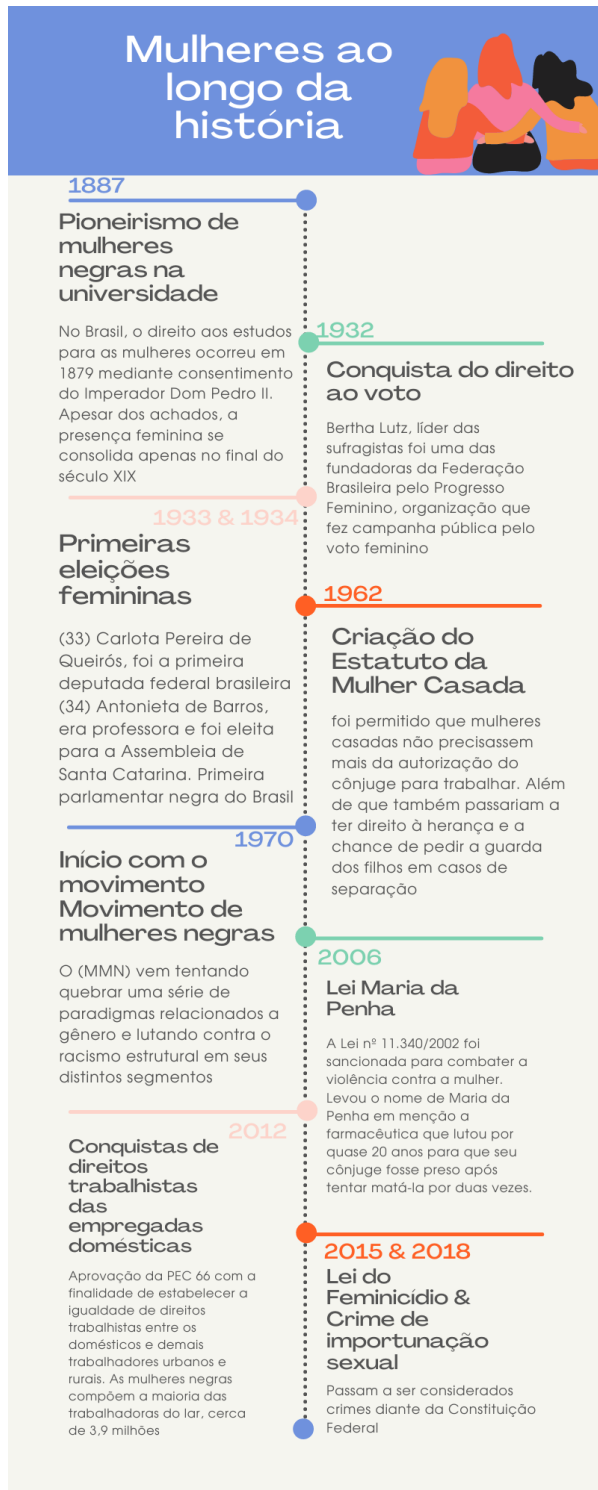 Mulheres ao
longo da
história
1887
Pioneirismo de
mulheres
negras na
universidade
No Brasil, o direito aos estudos
para as mulheres ocorreu em
1879 mediante consentimento
do Imperador Dom Pedro II.
Apesar dos achados, a
presença feminina se
consolida apenas no final do
século XIX
1932
Conquista do direito
ao voto
Bertha Lutz, líder das
sufragistas foi uma das
fundadoras da Federação
Brasileira pelo Progresso
Feminino, organização que
fez campanha pública pelo
voto feminino
1933 & 1934
Primeiras
eleições
femininas
(33) Carlota Pereira de
Queirós, foi a primeira
deputada federal brasileira
(34) Antonieta de Barros,
era professora e foi eleita
para a Assembleia de
Santa Catarina. Primeira
parlamentar negra do Brasil
1962
Criação do
Estatuto da
Mulher Casada
foi permitido que mulheres
casadas não precisassem
mais da autorização do
cônjuge para trabalhar. Além
de que também passariam a
ter direito à herança e a
chance de pedir a guarda
dos filhos em casos de
separação
1970
Início com o
movimento
Movimento de
mulheres negras
O (MMN) vem tentando
quebrar uma série de
paradigmas relacionados a
gênero e lutando contra o
racismo estrutural em seus
distintos segmentos
2006
Lei Maria da
Penha
A Lei nº 11.340/2002 foi
sancionada para combater a
violência contra a mulher.
Levou o nome de Maria da
Penha em menção a
farmacêutica que lutou por
quase 20 anos para que seu
cônjuge fosse preso após
tentar matá-la por duas vezes.
2012
Conquistas de
direitos
trabalhistas
das
empregadas
domésticas
Aprovação da PEC 66 com a
finalidade de estabelecer a
igualdade de direitos
trabalhistas entre os
domésticos e demais
trabalhadores urbanos e
rurais. As mulheres negras
compõem a maioria das
trabalhadoras do lar, cerca
de 3,9 milhões
2015 & 2018
Lei do
Feminicídio &
Crime de
importunação
sexual
Passam a ser considerados
crimes diante da Constituição
Federal